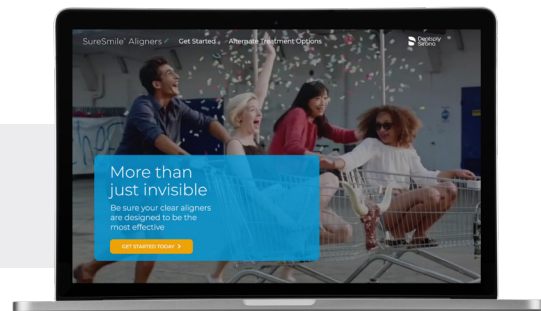 SureSmile® Aligners
Get Started
Alternate Treatment Options
Dentsply
Sirona
More than
just invisible
Be sure your clear aligners
are designed to be the
most effective
GET STARTED TODAY >